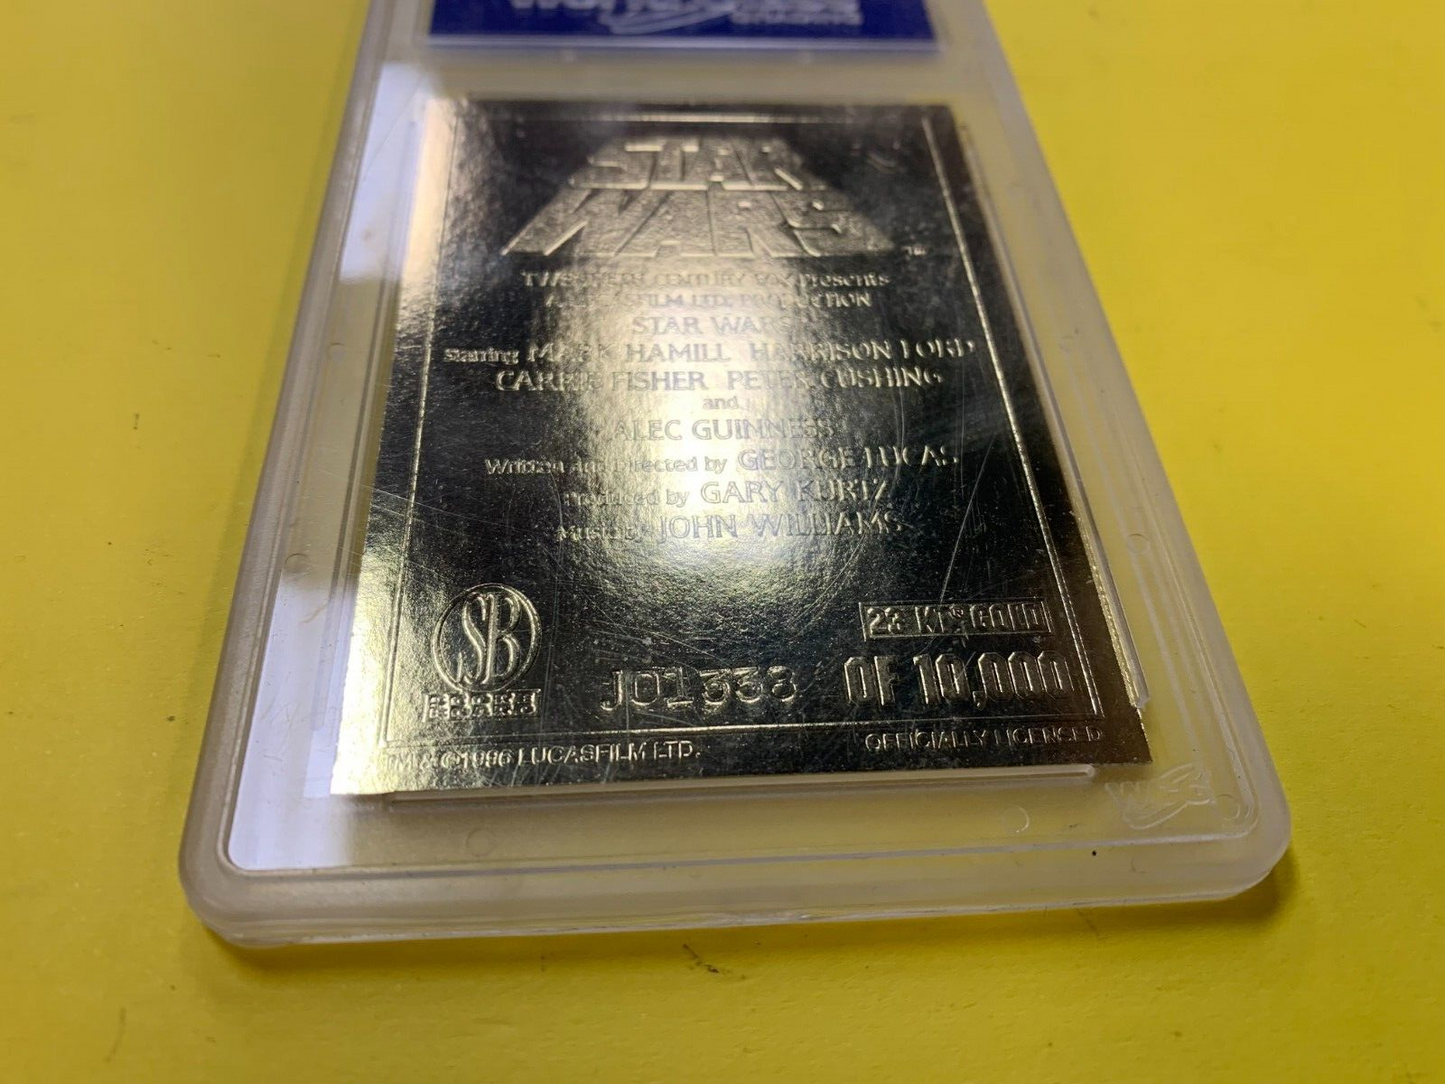 STAR
WARS
TM
TWENTIETH CENTURY FOX Presents
A LUCASFILM LTD. PRODUCTION
STAR WARS
Starring MARK HAMILL HARRISON FORD
CARRIE FISHER PETER CUSHING
and
ALEC GUINNESS
Written and Directed by GEORGE LUCAS
Produced by GARY KURTZ
Music by JOHN WILLIAMS
SB
23 KT GOLD
J01338 OF 10,000
©1996 LUCASFILM LTD.
OFFICIALLY LICENSED